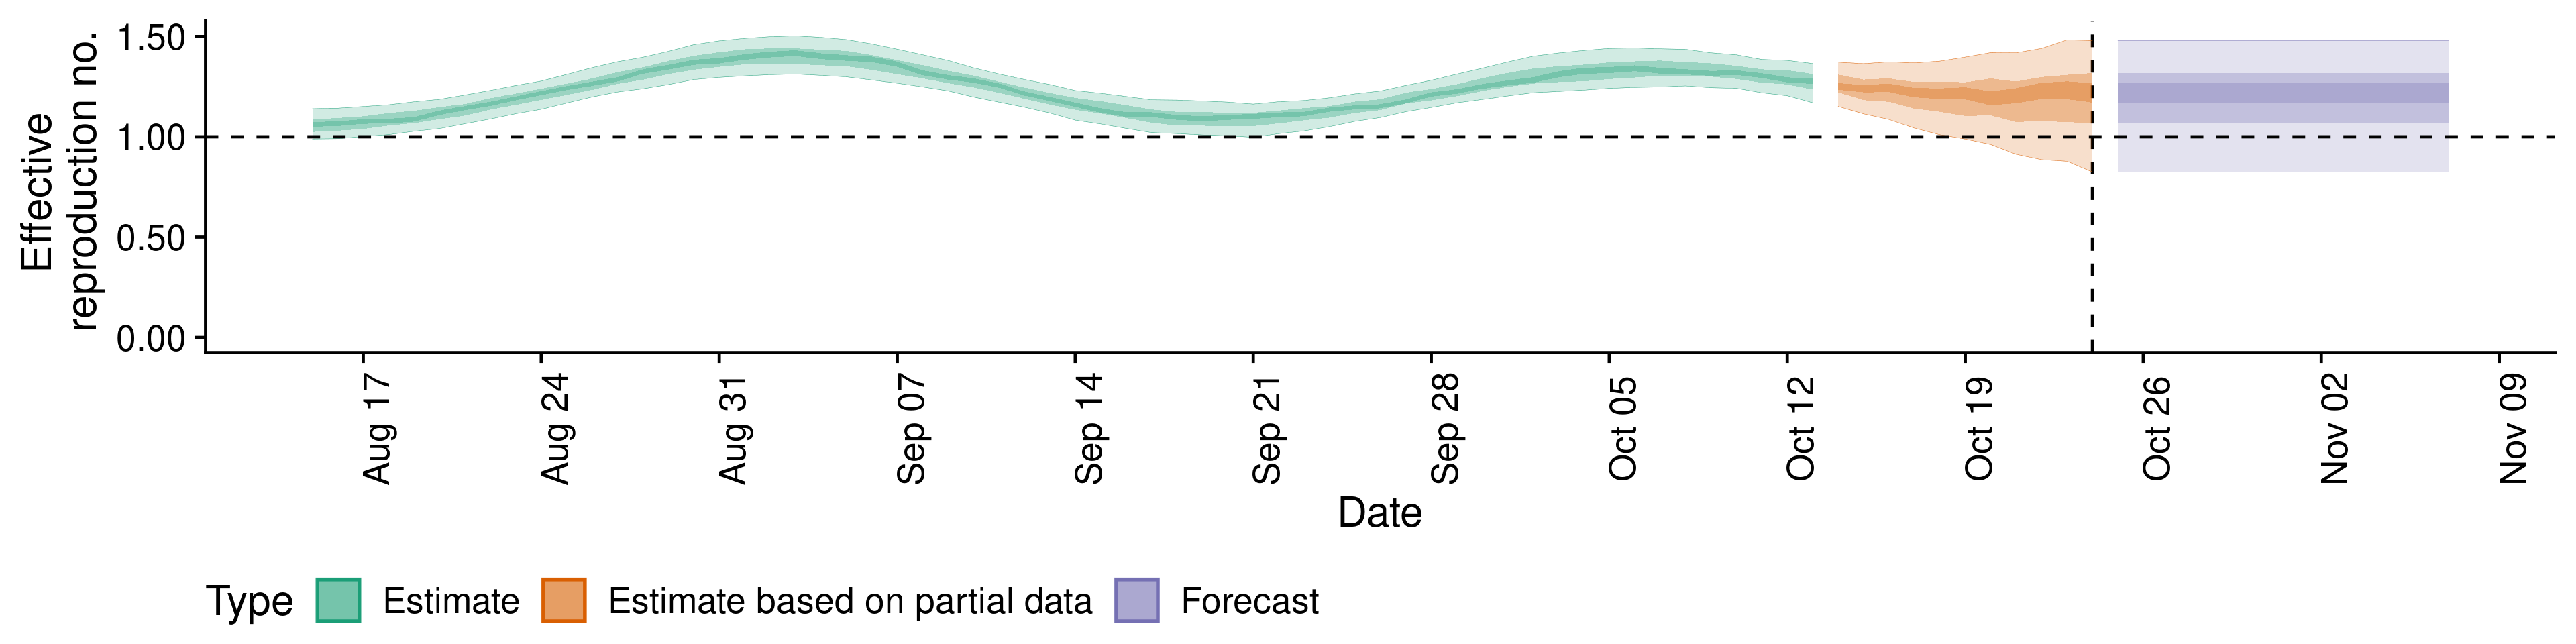 Effective
reproduction no.
1.50
1.00
0.50
0.00
Aug 17
Aug 24
Aug 31
Sep 07
Sep 14
Sep 21
Sep 28
Oct 05
Oct 12
Oct 19
Oct 26
Nov 02
Nov 09
Date
Type Estimate Estimate based on partial data Forecast